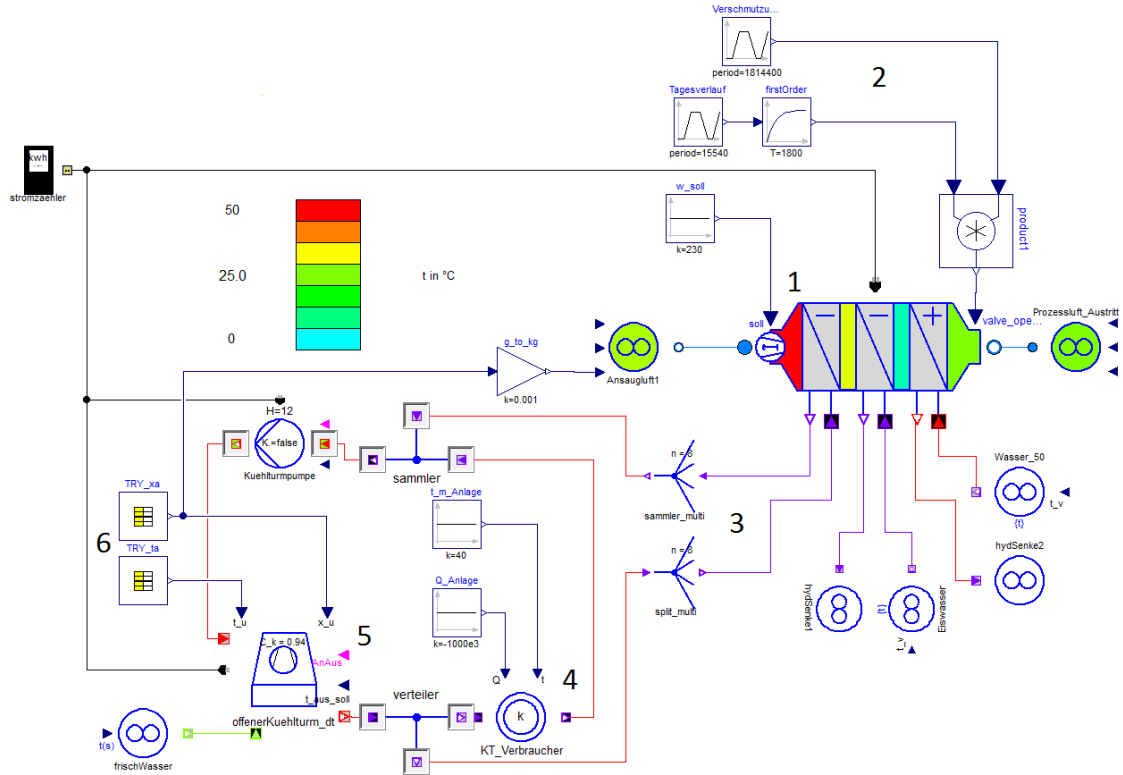 Verschmutzu...
period=1814400
2
Tagesverlauf
firstOrder
period=15540
T=1800
kwh
stromzaehler
w_soll
k=230
product1
50
25.0
0
t in °C
1
soll
valve_ope...
Prozessluft_Austritt
g_to_kg
k=0.001
Ansaugluft1
H=12
K.=false
Kuehlturmpumpe
sammler
n = 8
sammler_multi
Wasser_50
t_v
{t}
TRY_xa
t_m_Anlage
k=40
3
6
TRY_ta
n = 8
split_multi
hydSenke2
Q_Anlage
k=-1000e3
hydSenke1
{t}
Eiswasser
t_v
t_u
x_u
C_k = 0.94
5
AnAus
t_aus_soll
offenerKuehlturm_dt
verteiler
Q
t
4
k
KT_Verbraucher
t(s)
frischWasser